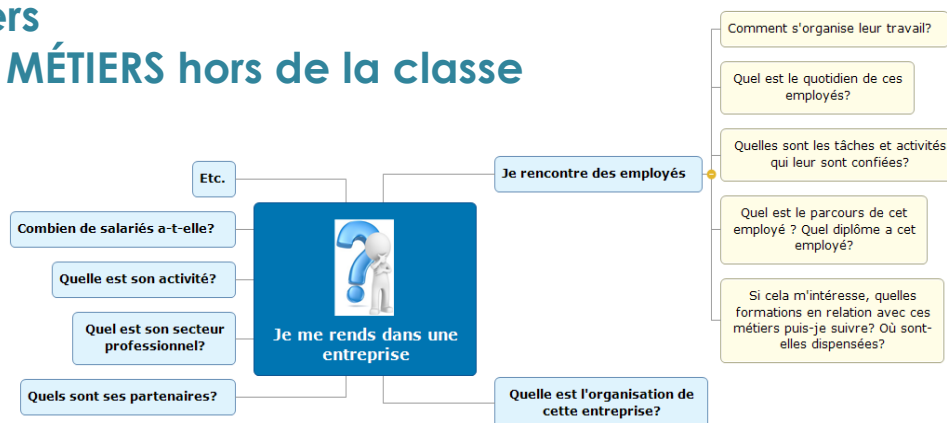 ers
MÉTIERS hors de la classe
Comment s'organise leur travail?
Quel est le quotidien de ces
employés?
Quelles sont les tâches et activités
qui leur sont confiées?
Quel est le parcours de cet
employé ? Quel diplôme a cet
employé?
Si cela m'intéresse, quelles
formations en relation avec ces
métiers puis-je suivre? Où sont-
elles dispensées?
Je rencontre des employés
Etc.
Combien de salariés a-t-elle?
Quelle est son activité?
Quel est son secteur
professionnel?
Quels sont ses partenaires?
Je me rends dans une
entreprise
Quelle est l'organisation de
cette entreprise?